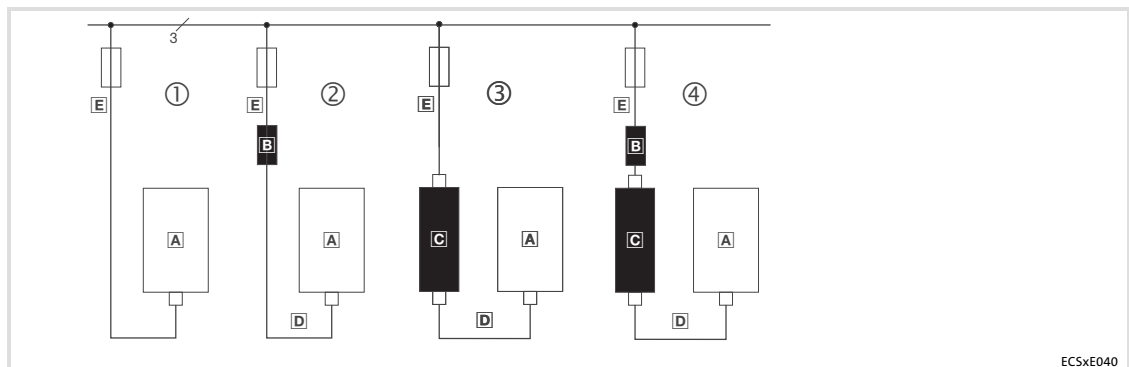 3
① ② ③ ④
E E E E
B B
A C A C A
A
D D D
ECSxE040